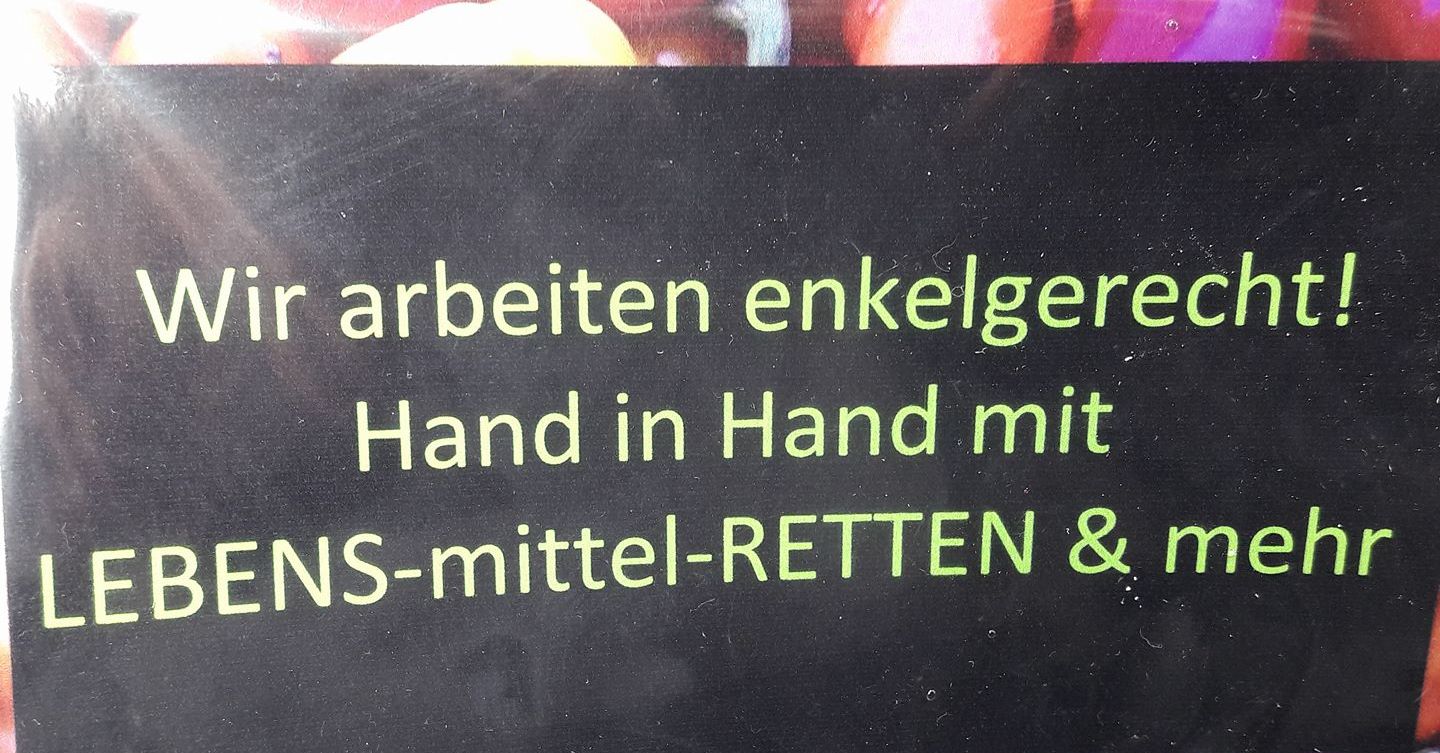 Wir arbeiten enkelgerecht!
Hand in Hand mit
LEBENS-mittel-RETTEN & mehr